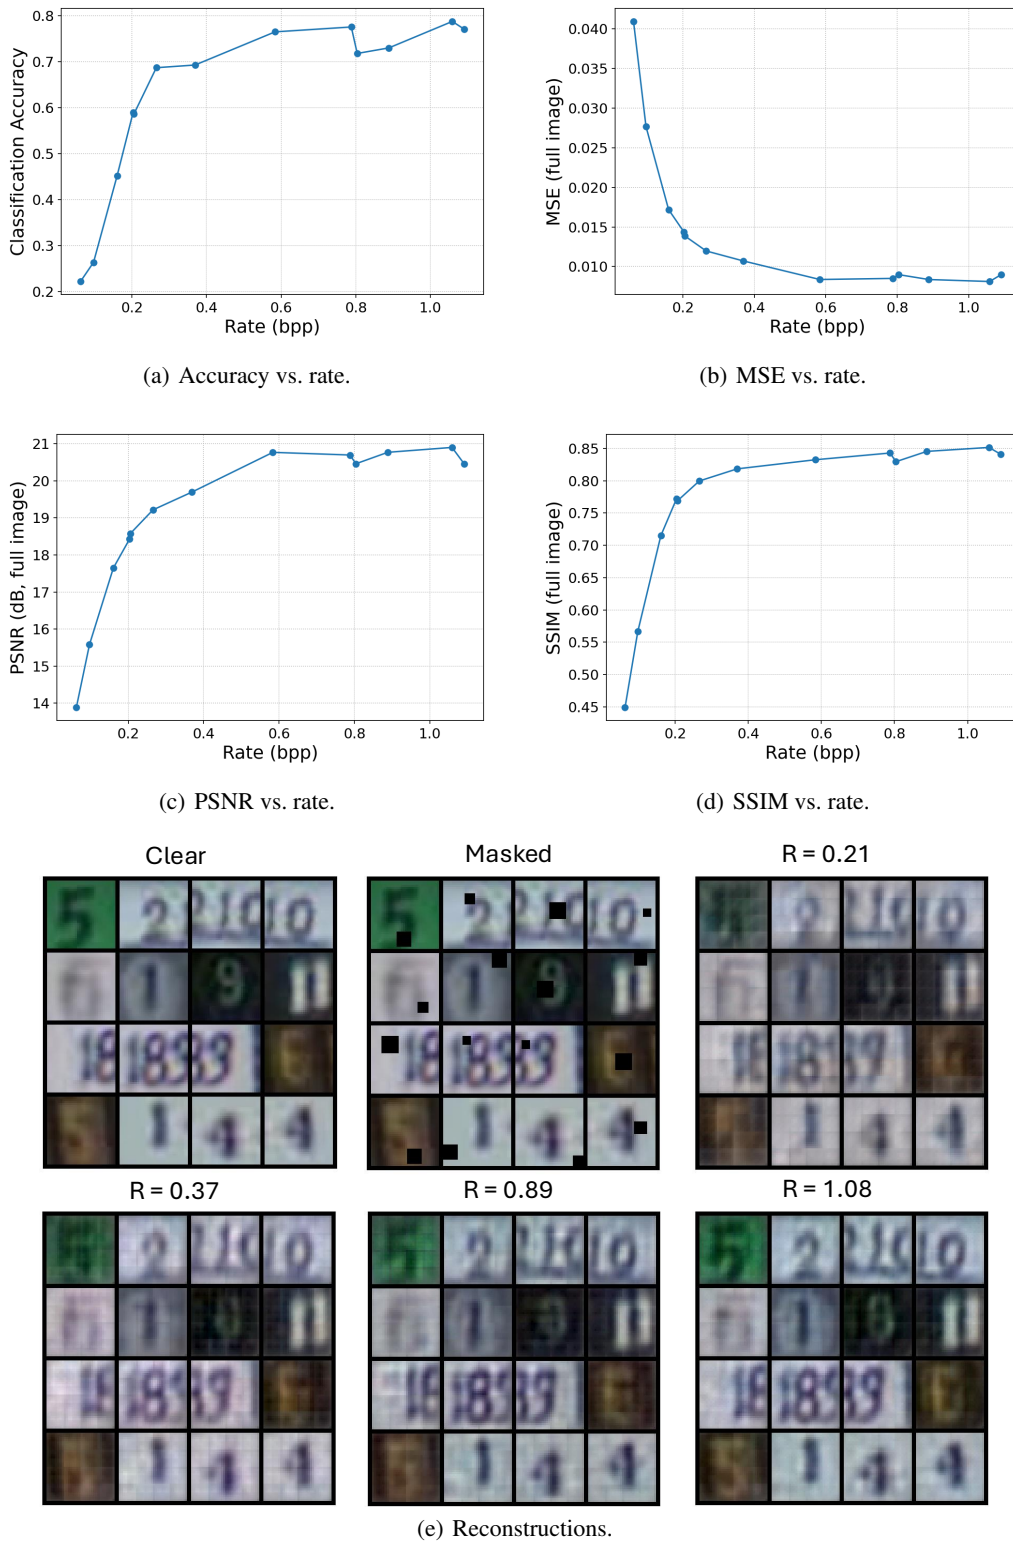 0.8
0.7
0.6
0.5
0.4
0.3
0.2
Classification Accuracy
0.2 0.4 0.6 0.8 1.0
Rate (bpp)
(a) Accuracy vs. rate.
0.040
0.035
0.030
0.025
0.020
0.015
0.010
MSE (full image)
0.2 0.4 0.6 0.8 1.0
Rate (bpp)
(b) MSE vs. rate.
21
20
19
18
17
16
15
14
PSNR (dB, full image)
0.2 0.4 0.6 0.8 1.0
Rate (bpp)
(c) PSNR vs. rate.
0.85
0.80
0.75
0.70
0.65
0.60
0.55
0.50
0.45
SSIM (full image)
0.2 0.4 0.6 0.8 1.0
Rate (bpp)
(d) SSIM vs. rate.
Clear
Masked
R = 0.21
R = 0.37
R = 0.89
R = 1.08
(e) Reconstructions.